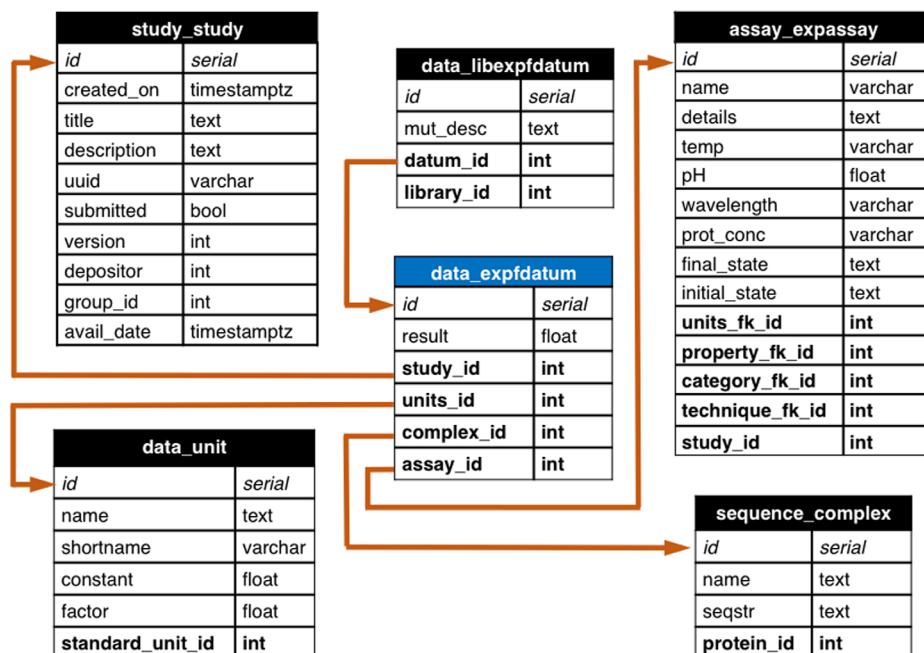 study_study
id serial
created_on timestamptz
title text
description text
uuid varchar
submitted bool
version int
depositor int
group_id int
avail_date timestamptz
data_libexpfdatum
id serial
mut_desc text
datum_id int
library_id int
assay_expassay
id serial
name varchar
details text
temp varchar
pH float
wavelength varchar
prot_conc varchar
final_state text
initial_state text
units_fk_id int
property_fk_id int
category_fk_id int
technique_fk_id int
study_id int
data_expfdatum
id serial
result float
study_id int
units_id int
complex_id int
assay_id int
data_unit
id serial
name text
shortname varchar
constant float
factor float
standard_unit_id int
sequence_complex
id serial
name text
seqstr text
protein_id int